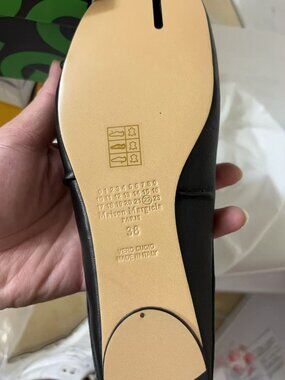 0 1 2 3 4 5 6 7 8 9
10 11 12 13 14 15 16
17 18 19 20 21 22 23
Maison Margiela
PARIS
38
VERO CUOIO
MADE IN ITALY